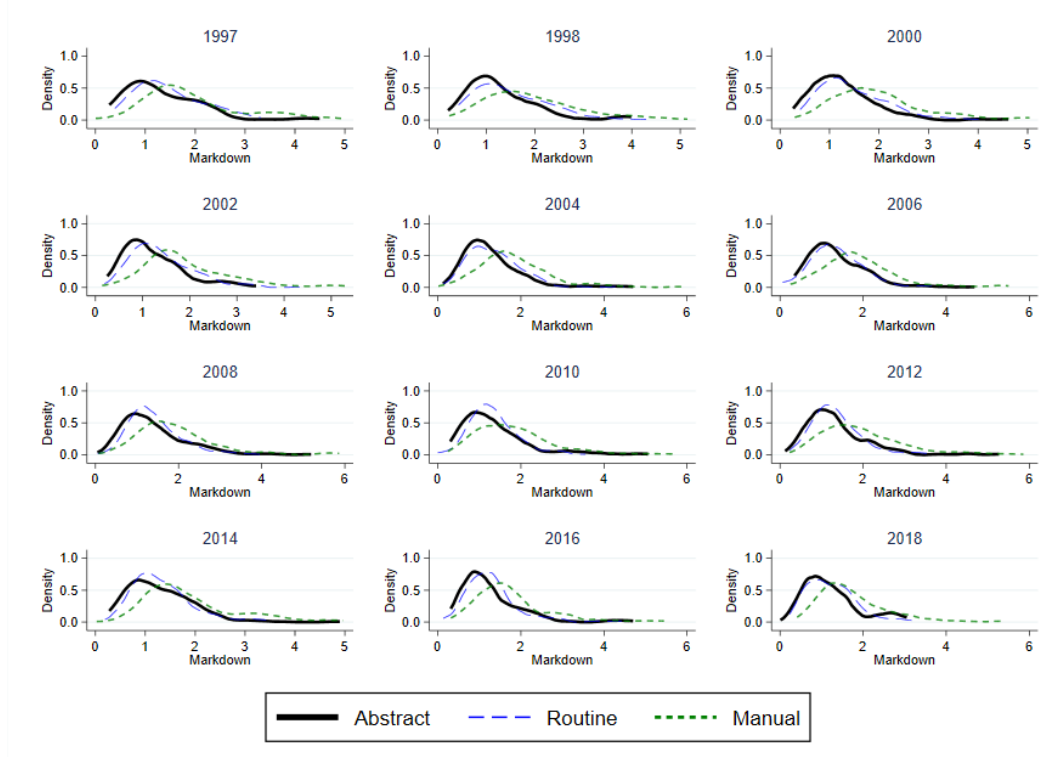 1997 1998 2000
1.0 1.0 1.0
Density 0.5 Density 0.5 Density 0.5
0.0 0.0 0.0
0 1 2 3 4 5 0 1 2 3 4 5 0 1 2 3 4 5
Markdown Markdown Markdown
2002 2004 2006
1.0 1.0 1.0
Density 0.5 Density 0.5 Density 0.5
0.0 0.0 0.0
0 1 2 3 4 5 0 2 4 6 0 2 4 6
Markdown Markdown Markdown
2008 2010 2012
1.0 1.0 1.0
Density 0.5 Density 0.5 Density 0.5
0.0 0.0 0.0
0 2 4 6 0 2 4 6 0 2 4 6
Markdown Markdown Markdown
2014 2016 2018
1.0 1.0 1.0
Density 0.5 Density 0.5 Density 0.5
0.0 0.0 0.0
0 1 2 3 4 5 0 2 4 6 0 2 4 6
Markdown Markdown Markdown
Abstract Routine Manual